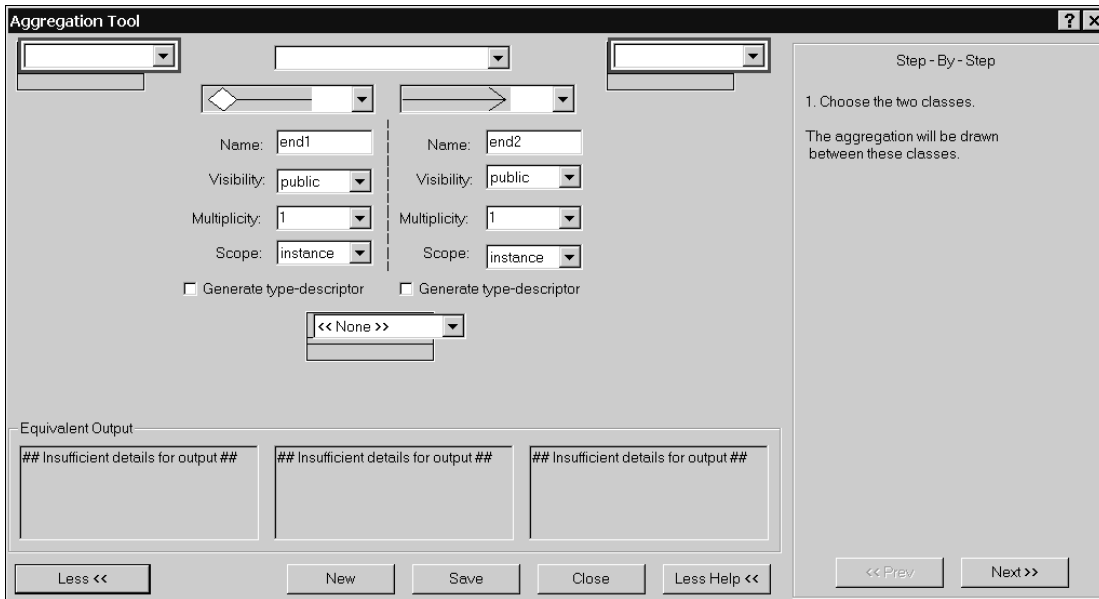 Aggregation Tool
Step - By - Step
1. Choose the two classes.
The aggregation will be drawn
between these classes.
Name: end1 Name: end2
Visibility: public Visibility: public
Multiplicity: 1 Multiplicity: 1
Scope: instance Scope: instance
Generate type-descriptor Generate type-descriptor
<< None >>
Equivalent Output
## Insufficient details for output ## ## Insufficient details for output ## ## Insufficient details for output ##
Less << New Save Close Less Help << << Prev Next >>